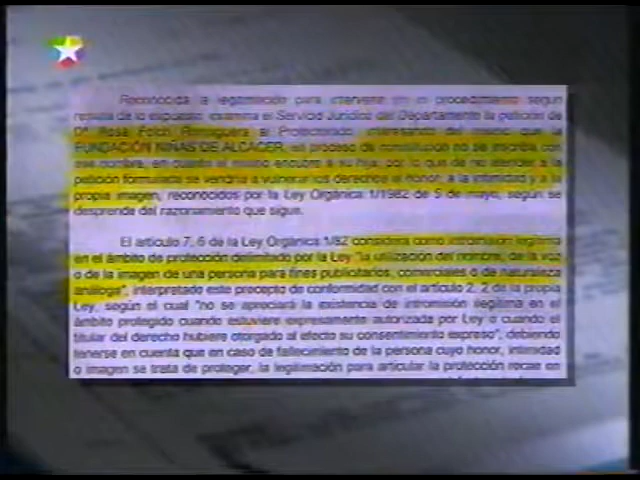 Reconocida la legitimación para intervenir en el procedimiento según
resulta de lo expuesto, examina el Servicio Jurídico del Departamento la petición de
Dª Rosa Folch al Protectorado, interesando del mismo que la
FUNDACIÓN NIÑAS DE ALCÀCER, en proceso de constitución no se inscriba con
ese nombre, en cuanto el mismo a su hija, por lo que de no atender a la
petición formulada se vendría a vulnerar derechos al honor, a la intimidad y a la
propia imagen, reconocidos por la Ley Orgánica 1/1982 de 5 de mayo, según se
desprende del razonamiento que sigue.
El artículo 7, 6 de la Ley Orgánica 1/82 considera como intromisión ilegítima
en el ámbito de protección delimitado por la Ley "la utilización del nombre, de la voz
o de la imagen de una persona para fines publicitarios, comerciales o de naturaleza
análoga", interpretado este precepto de conformidad con el artículo 2, 2 de la propia
Ley, según el cual "no se apreciará la existencia de intromisión ilegítima en el
ámbito protegido cuando estuviere expresamente autorizada por Ley o cuando el
titular del derecho hubiere otorgado al efecto su consentimiento expreso", debiendo
tenerse en cuenta que en caso de fallecimiento de la persona cuyo honor, intimidad
o imagen se trata de proteger, la legitimación para articular la protección recae en